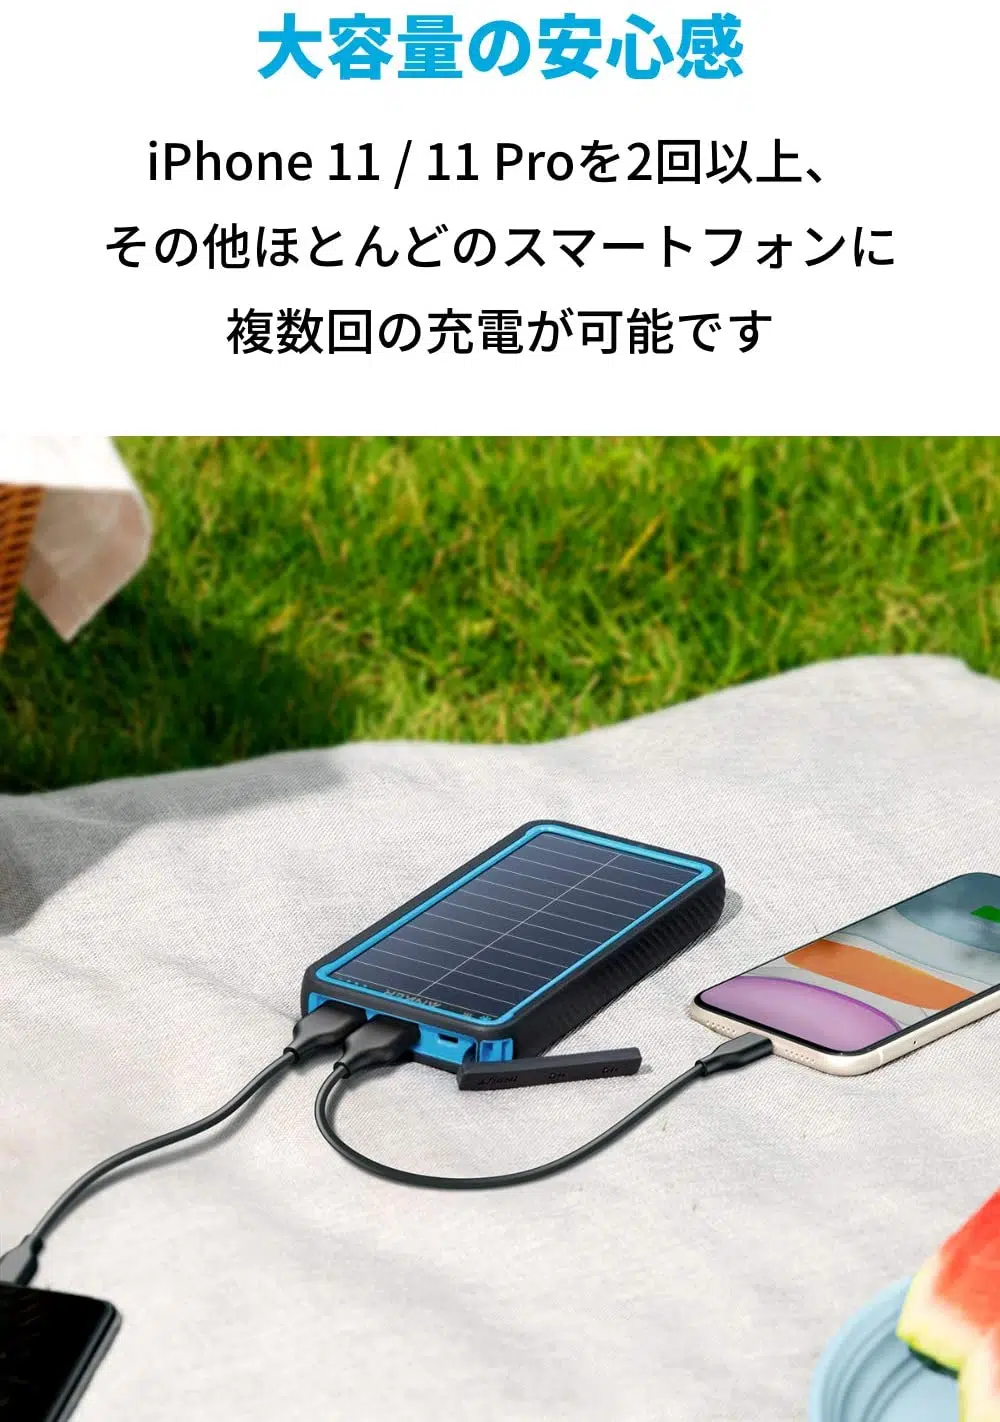 大容量の安心感
iPhone 11 / 11 Proを2回以上、
その他ほとんどのスマートフォンに
複数回の充電が可能です
ANKER